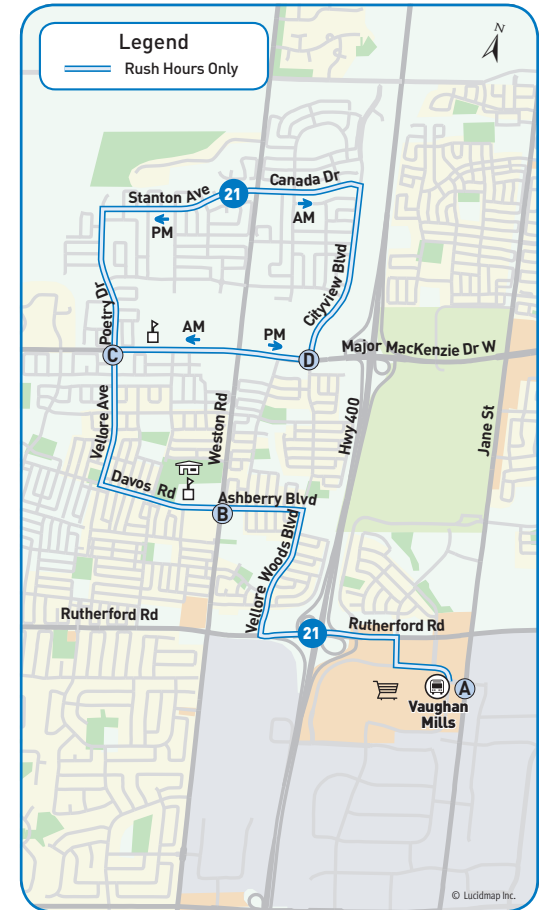 Legend
Rush Hours Only
N
Stanton Ave
21
Canada Dr
PM
AM
Cityview Blvd
Poetry Dr
AM
PM
C
D
Major MacKenzie Dr W
Vellore Ave
Weston Rd
Hwy 400
Jane St
Davos Rd
Ashberry Blvd
B
Vellore Woods Blvd
Rutherford Rd
21
Rutherford Rd
A
Vaughan
Mills
© Lucidmap Inc.